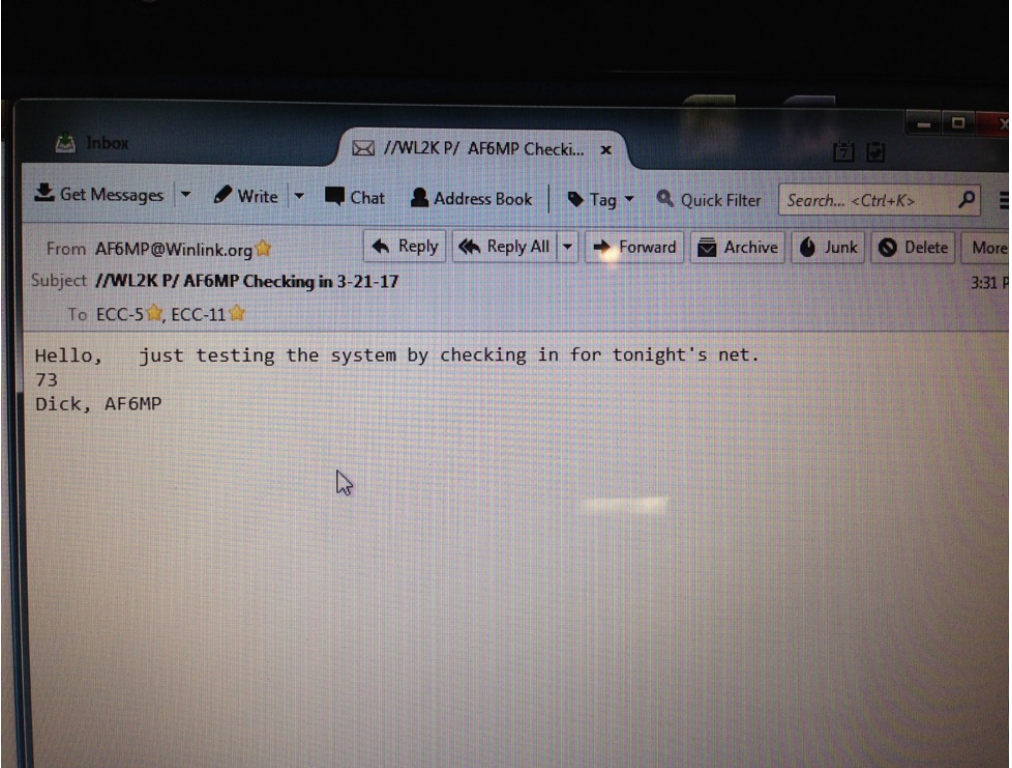 Inbox
//WL2K P/ AF6MP Checki... ×
Get Messages Write Chat Address Book Tag Quick Filter Search... <Ctrl+K>
From AF6MP@Winlink.org Reply Reply All Forward Archive Junk Delete More
Subject //WL2K P/ AF6MP Checking in 3-21-17 3:31 P
To ECC-5, ECC-11
Hello,   just testing the system by checking in for tonight's net.
73
Dick, AF6MP